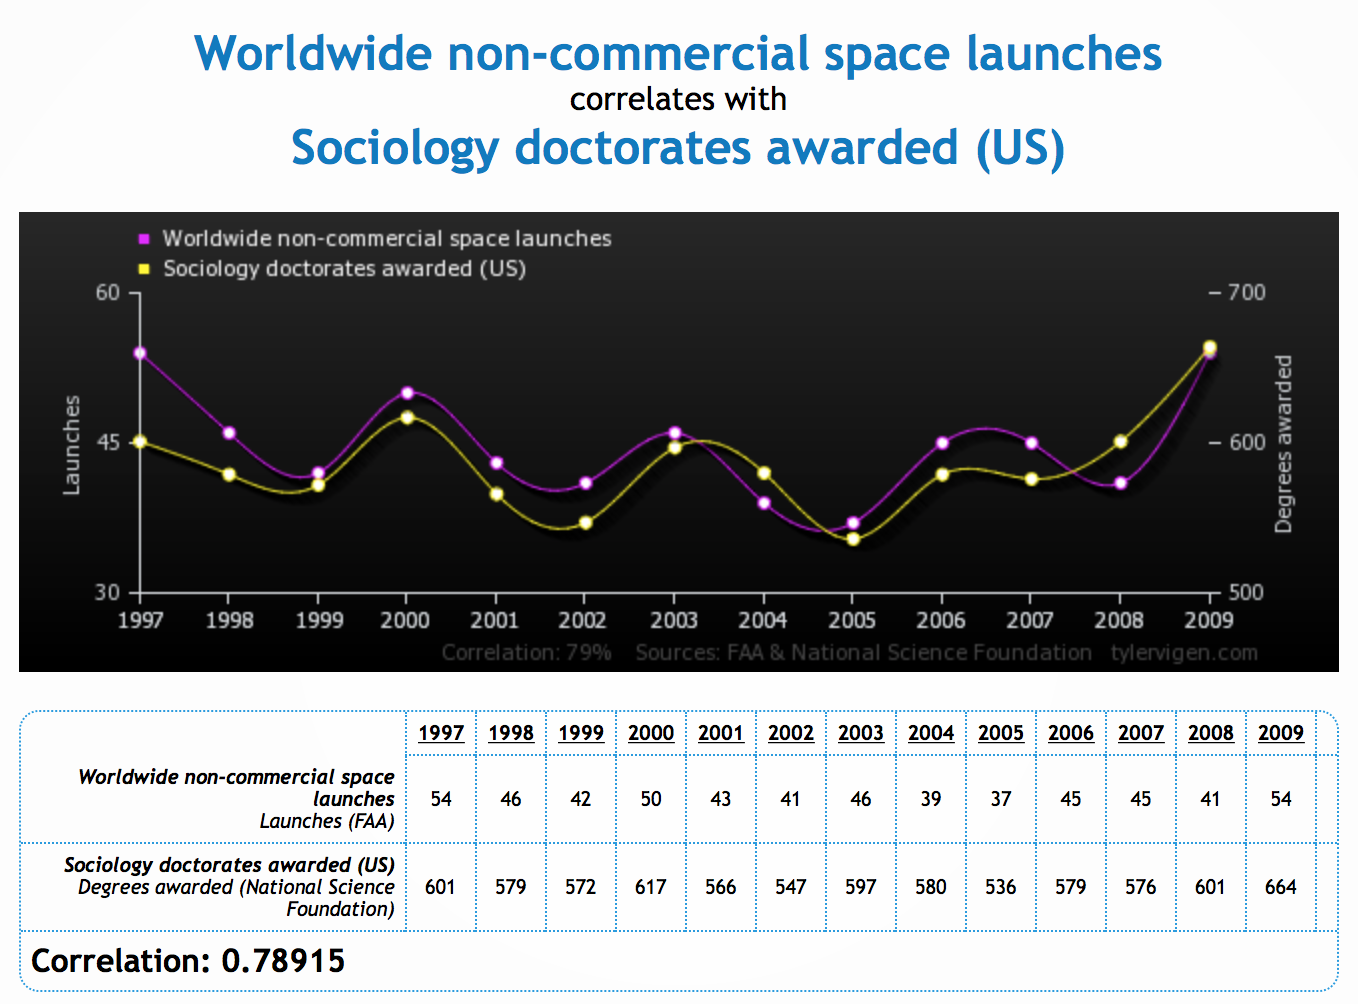 Worldwide non-commercial space launches
correlates with
Sociology doctorates awarded (US)
Worldwide non-commercial space launches
Sociology doctorates awarded (US)
60
45
30
Launches
700
600
500
Degrees awarded
1997 1998 1999 2000 2001 2002 2003 2004 2005 2006 2007 2008 2009
Correlation: 79% Sources: FAA & National Science Foundation tylervigen.com
1997 1998 1999 2000 2001 2002 2003 2004 2005 2006 2007 2008 2009
Worldwide non-commercial space
launches
Launches (FAA)
54 46 42 50 43 41 46 39 37 45 45 41 54
Sociology doctorates awarded (US)
Degrees awarded (National Science
Foundation)
601 579 572 617 566 547 597 580 536 579 576 601 664
Correlation: 0.78915